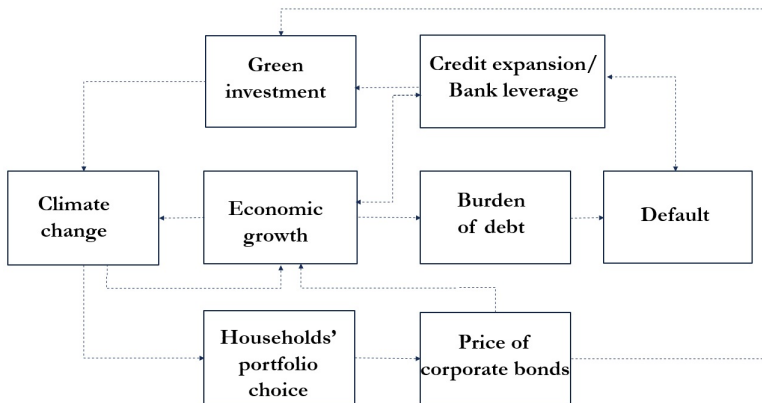 Green
investment
Credit expansion/
Bank leverage
Climate
change
Economic
growth
Burden
of debt
Default
Households’
portfolio
choice
Price of
corporate bonds